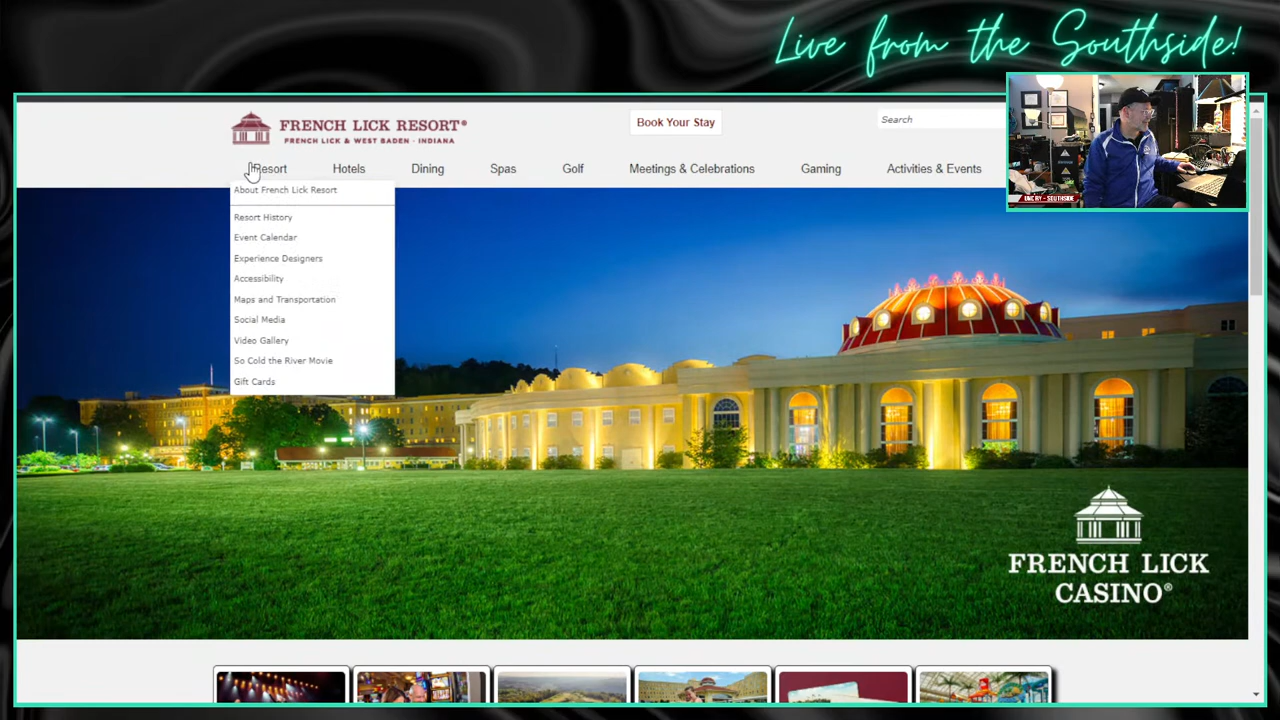 Live from the Southside!
FRENCH LICK RESORT®
FRENCH LICK & WEST BADEN · INDIANA
Book Your Stay
Search
Resort
Hotels
Dining
Spas
Golf
Meetings & Celebrations
Gaming
Activities & Events
About French Lick Resort
Resort History
Event Calendar
Experience Designers
Accessibility
Maps and Transportation
Social Media
Video Gallery
So Cold the River Movie
Gift Cards
FRENCH LICK
CASINO®